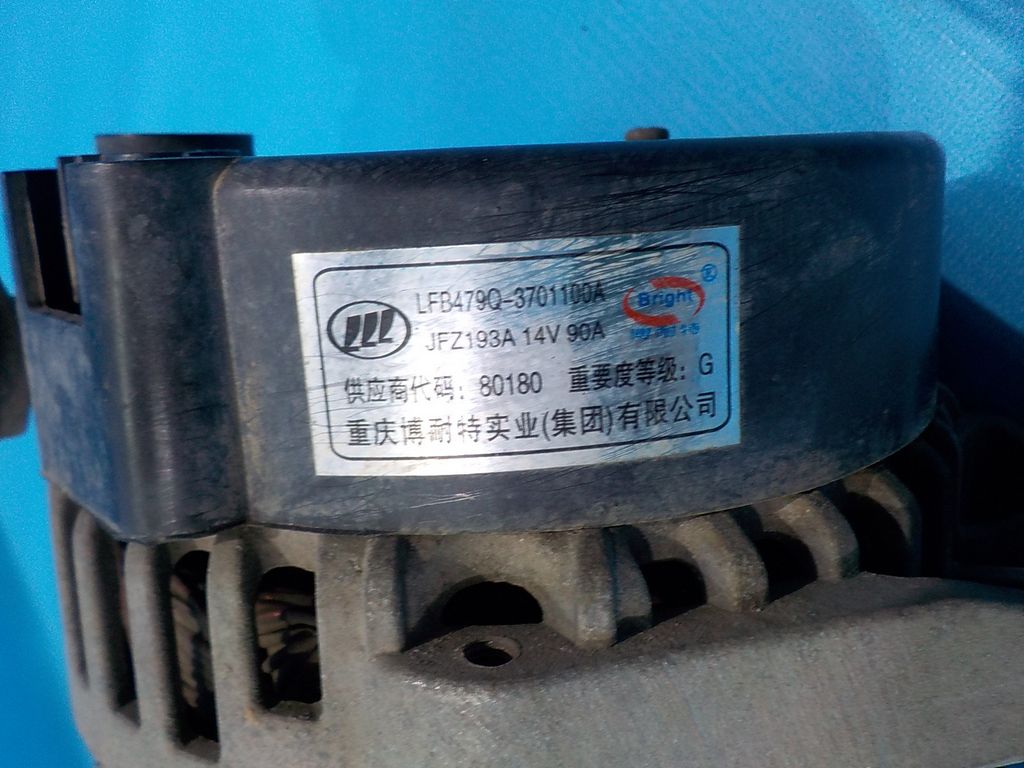 LFB479Q-3701100A
Bright®
博耐特
JFZ193A 14V 90A
供应商代码: 80180 重要度等级: G
重庆博耐特实业(集团)有限公司